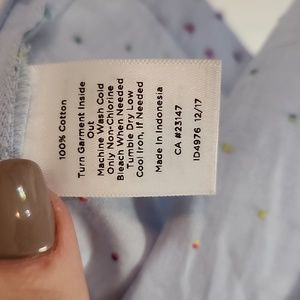 100% Cotton
Turn Garment Inside
Out
Machine Wash Cold
Only Non-Chlorine
Bleach When Needed
Tumble Dry Low
Cool Iron, If Needed
Made in Indonesia
CA #23147
ID4976 12/17